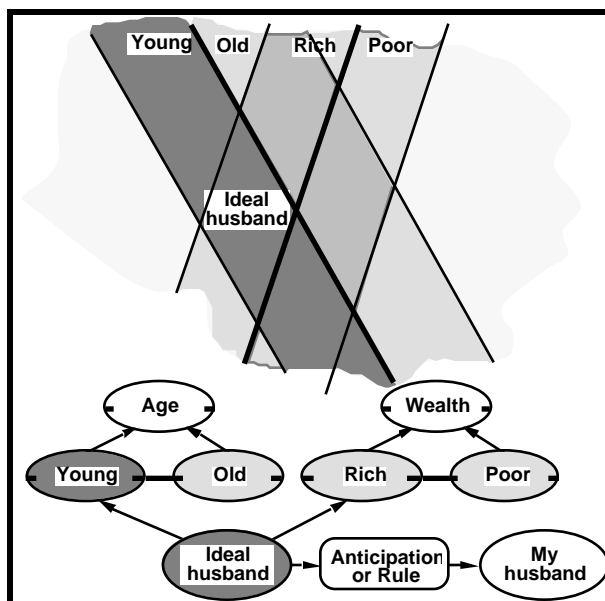 Young Old Rich Poor
Ideal
husband
Age Wealth
Young Old Rich Poor
Ideal
husband
Anticipation
or Rule
My
husband